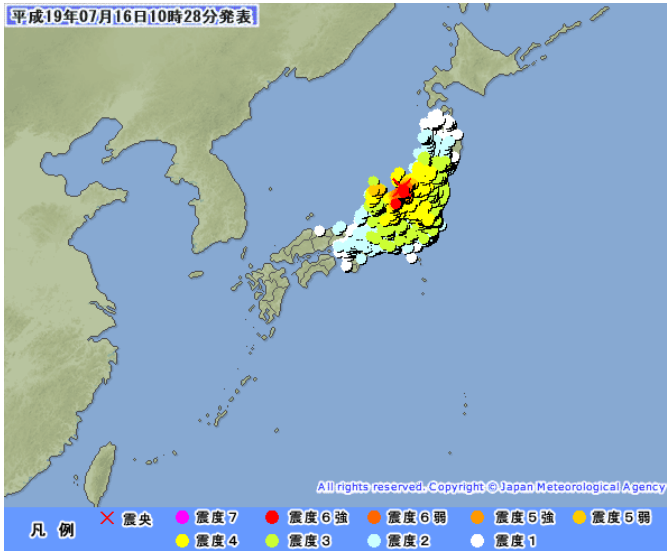 平成19年07月16日10時28分発表
All rights reserved. Copyright © Japan Meteorological Agency
凡 例 震央 震度7 震度6強 震度6弱 震度5強 震度5弱
震度4 震度3 震度2 震度1